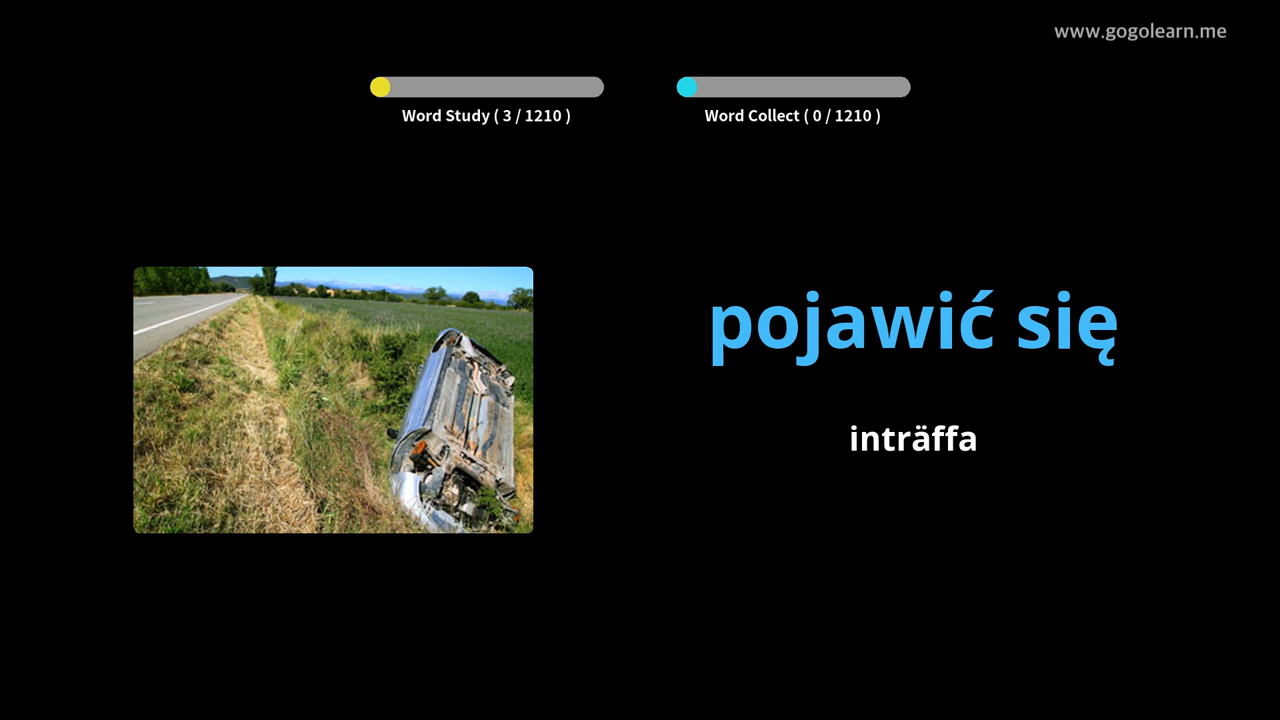 www.gogolearn.me
Word Study ( 3 / 1210 )
Word Collect ( 0 / 1210 )
pojawić się
inträffa